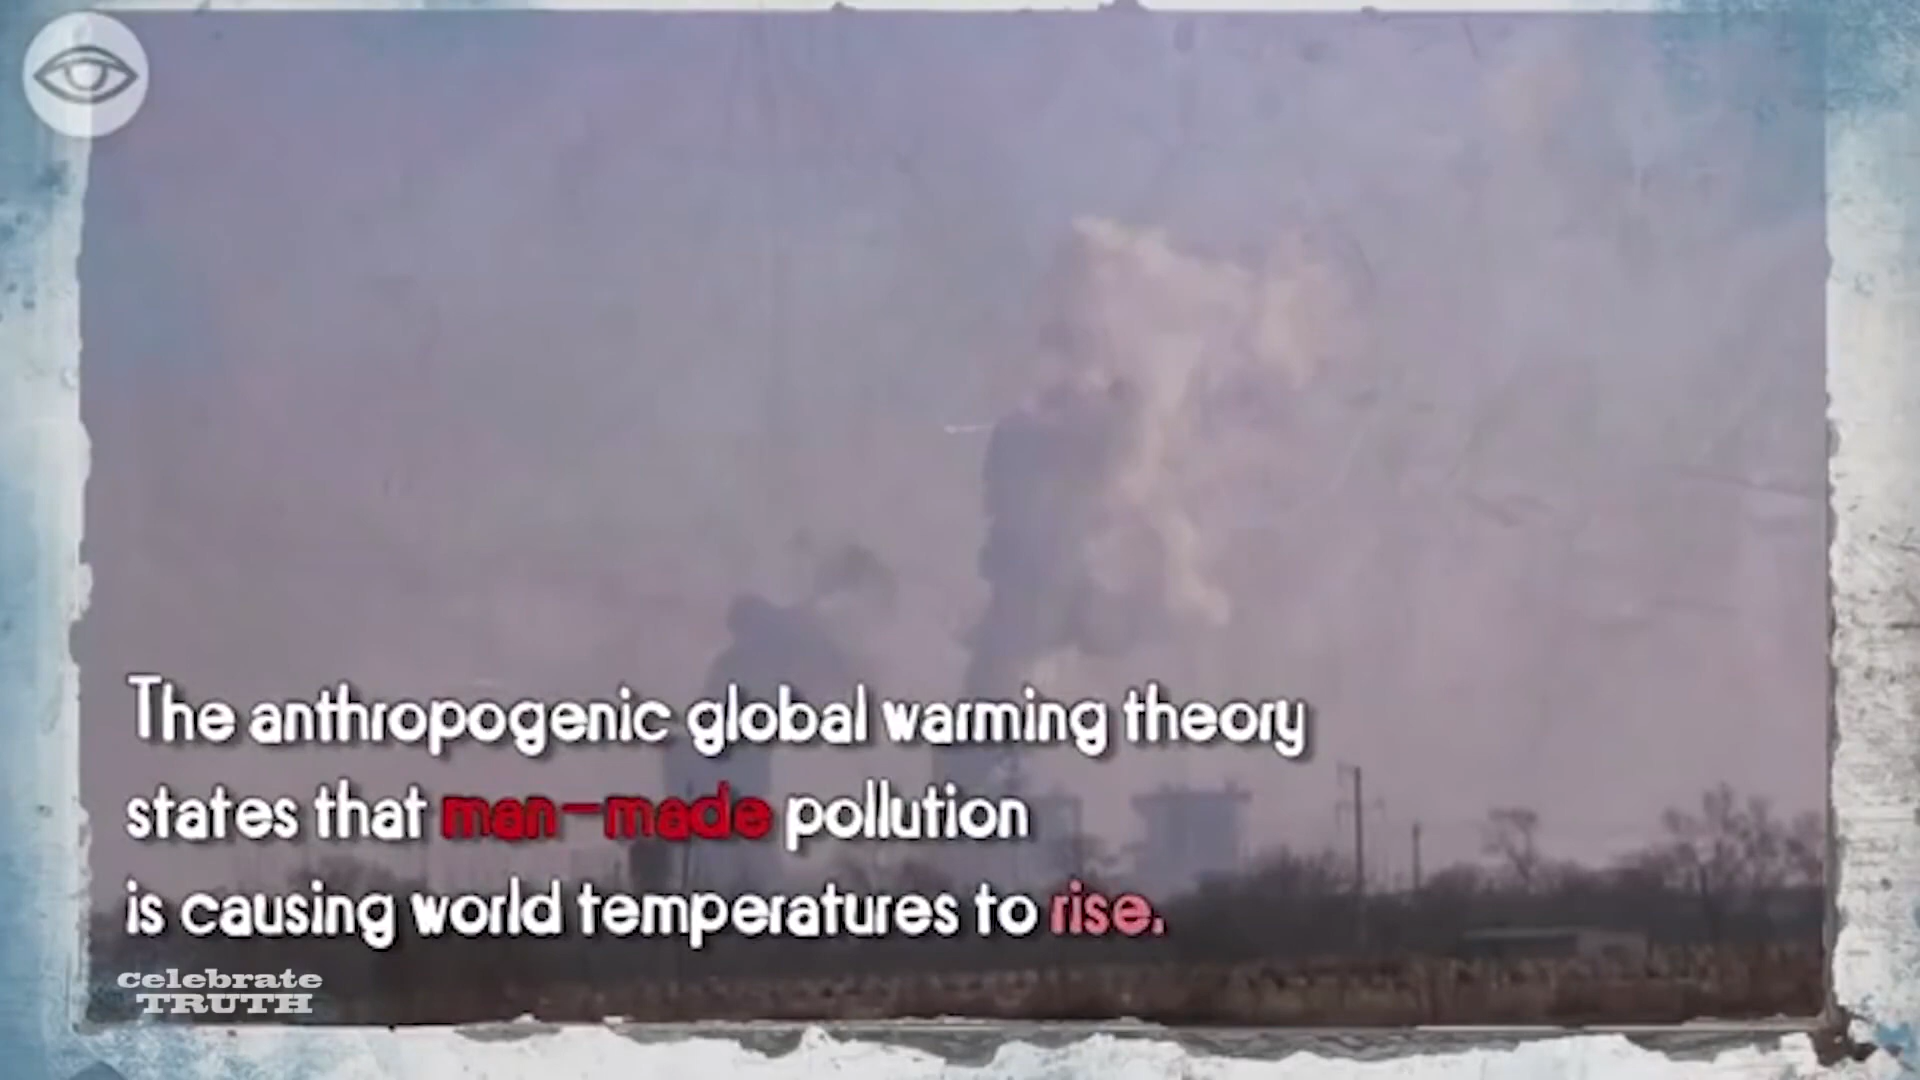 The anthropogenic global warming theory
states that man-made pollution
is causing world temperatures to rise.
celebrate
TRUTH